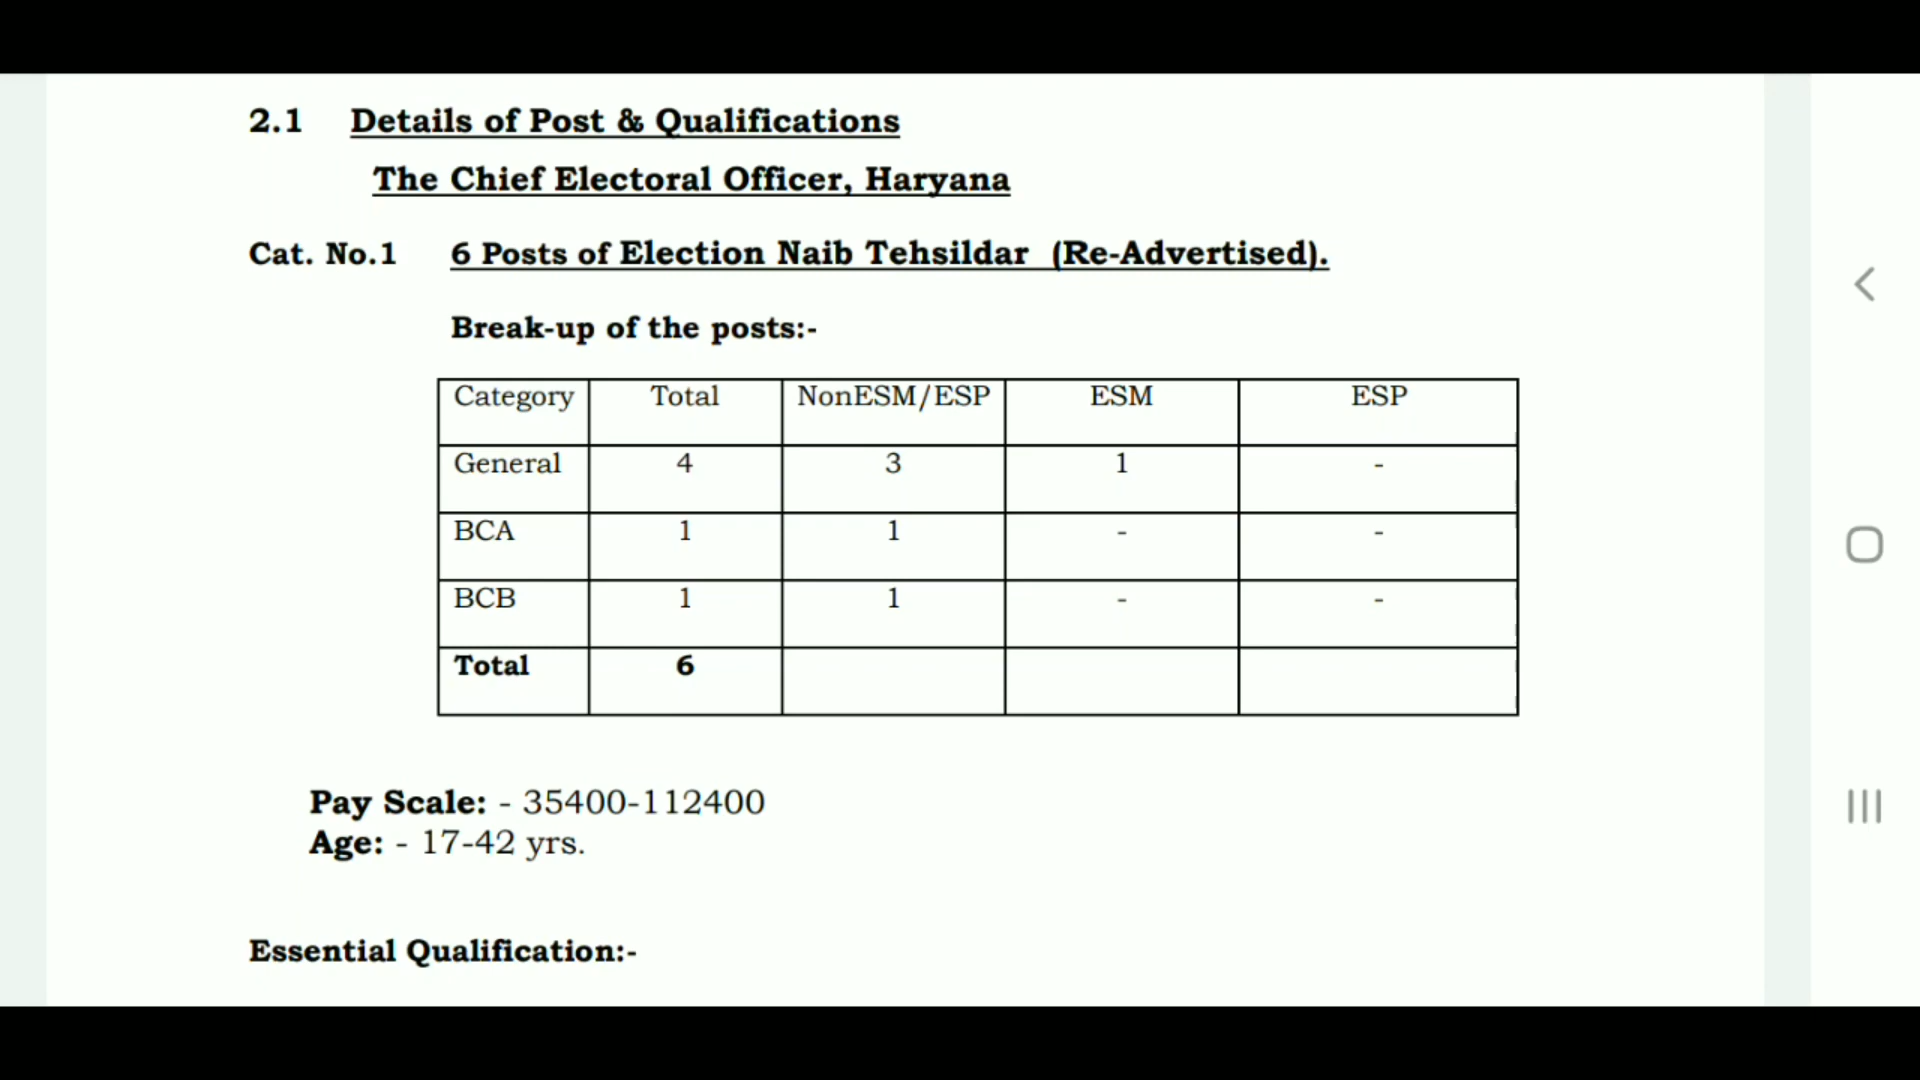 2.1 Details of Post & Qualifications
The Chief Electoral Officer, Haryana
Cat. No.1 6 Posts of Election Naib Tehsildar (Re-Advertised).
Break-up of the posts:-
Category Total NonESM/ESP ESM ESP
General 4 3 1 -
BCA 1 1 - -
BCB 1 1 - -
Total 6
Pay Scale: - 35400-112400
Age: - 17-42 yrs.
Essential Qualification:-